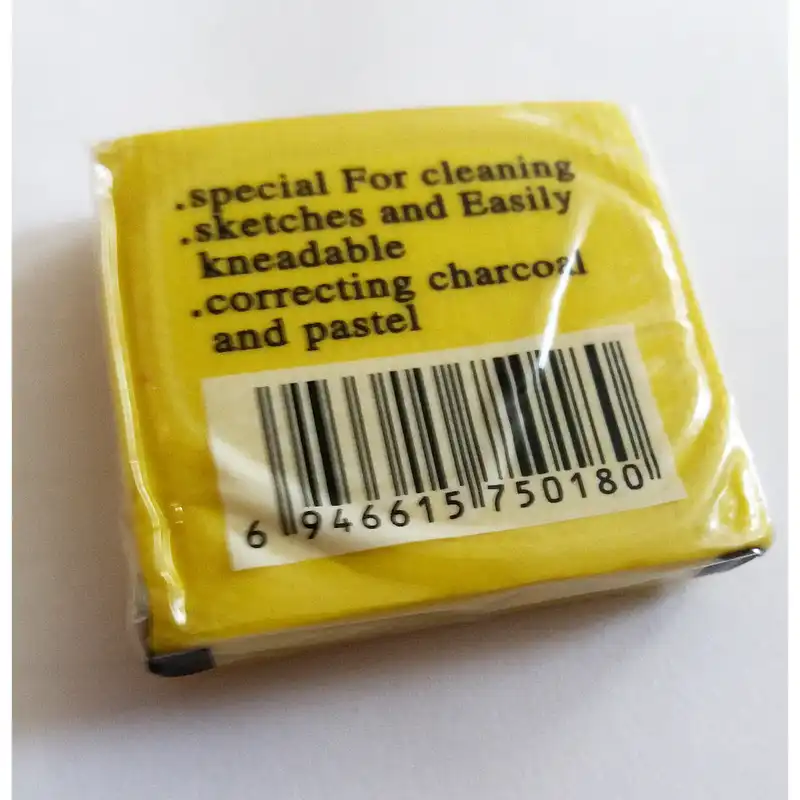 .special For cleaning
.sketches and Easily
kneadable
.correcting charcoal
and pastel
6 946615 750180